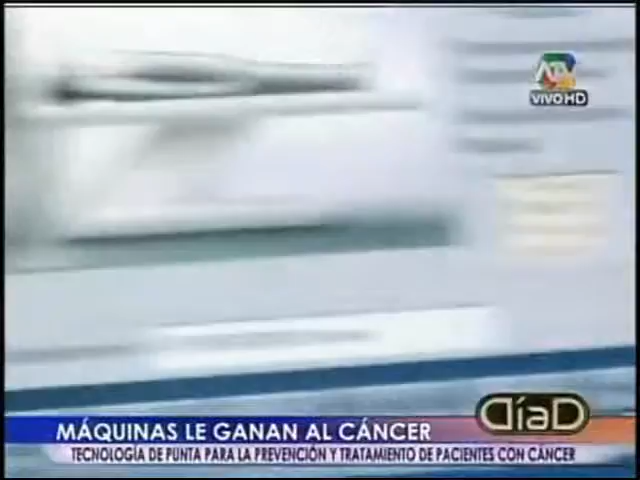 ATV
VIVO HD
DíaD
MÁQUINAS LE GANAN AL CÁNCER
TECNOLOGÍA DE PUNTA PARA LA PREVENCIÓN Y TRATAMIENTO DE PACIENTES CON CÁNCER